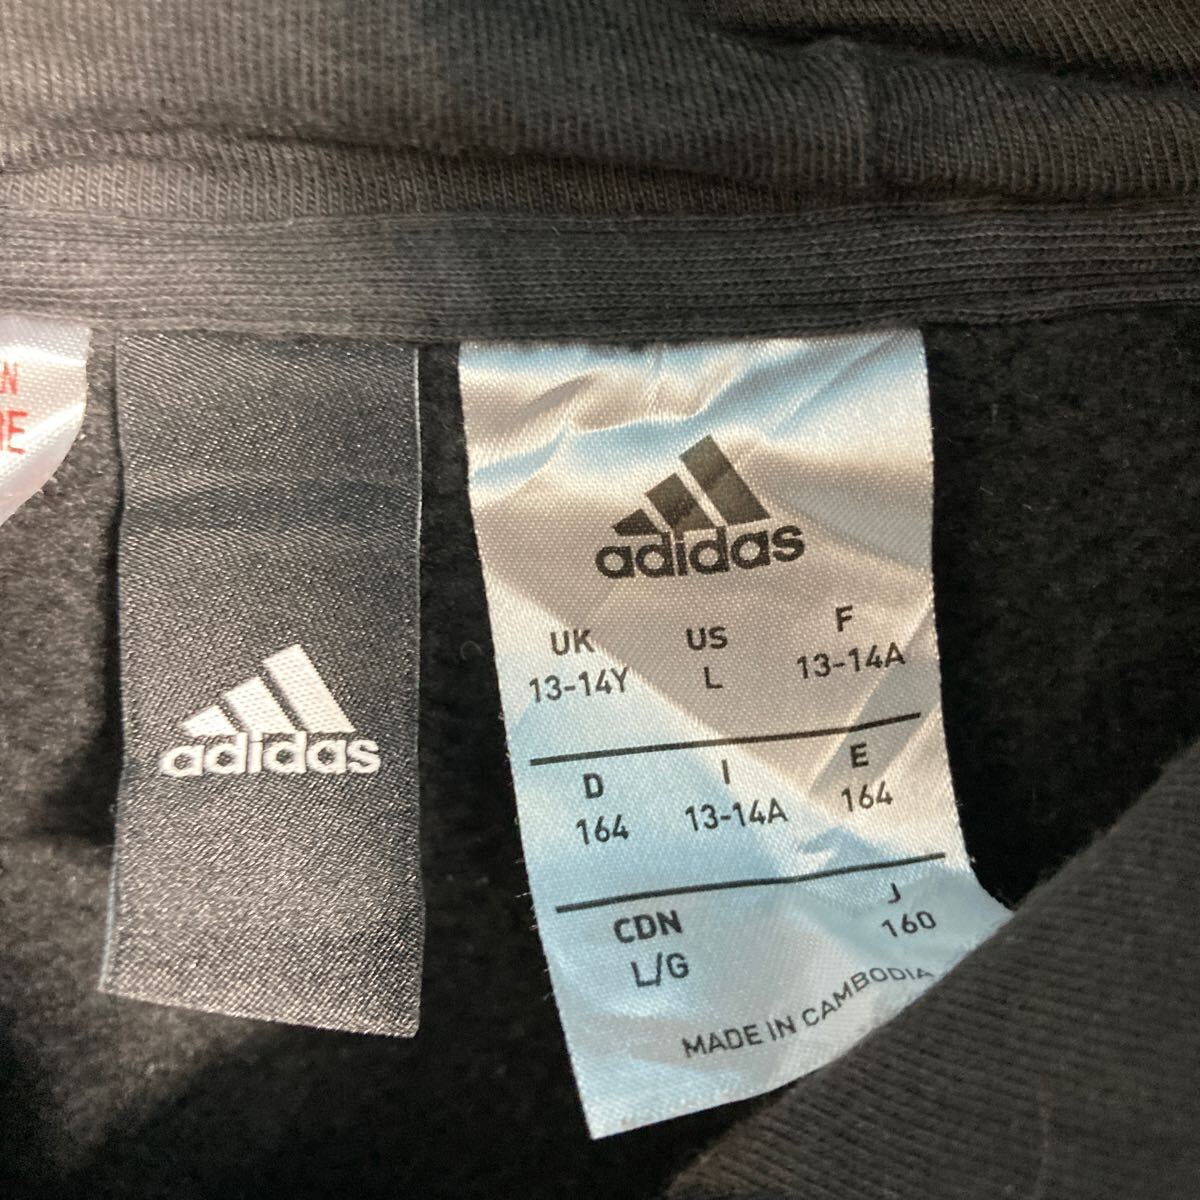 adidas
adidas
UK US F
13-14Y L 13-14A
D I E
164 13-14A 164
CDN J
L/G 160
MADE IN CAMBODIA